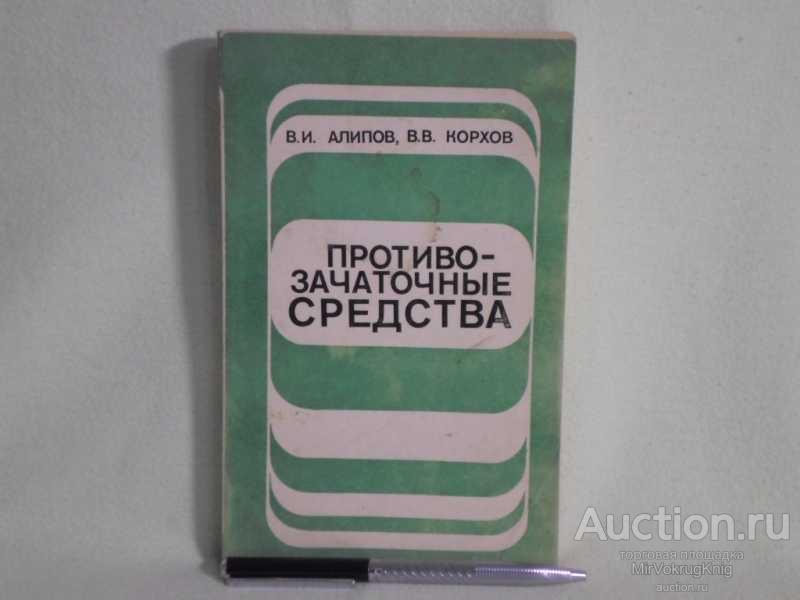 В.И. АЛИПОВ, В.В. КОРХОВ
ПРОТИВО-
ЗАЧАТОЧНЫЕ
СРЕДСТВА
Auction.ru
торговая площадка
MirVokrugKnig
auction.ru